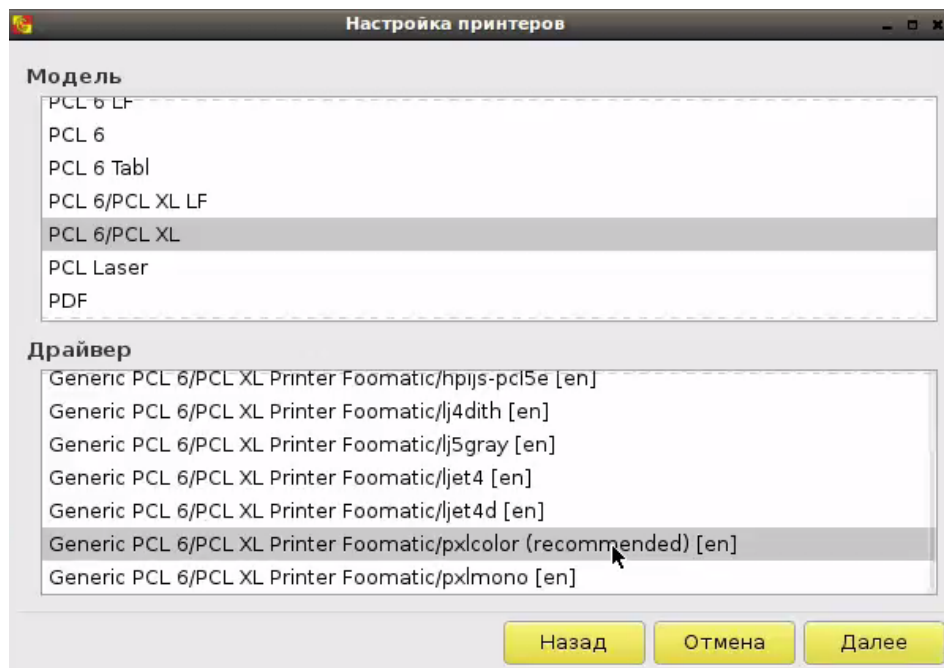 Настройка принтеров
Модель
PCL 6 LF
PCL 6
PCL 6 Tabl
PCL 6/PCL XL LF
PCL 6/PCL XL
PCL Laser
PDF
Драйвер
Generic PCL 6/PCL XL Printer Foomatic/hpijs-pcl5e [en]
Generic PCL 6/PCL XL Printer Foomatic/lj4dith [en]
Generic PCL 6/PCL XL Printer Foomatic/lj5gray [en]
Generic PCL 6/PCL XL Printer Foomatic/ljet4 [en]
Generic PCL 6/PCL XL Printer Foomatic/ljet4d [en]
Generic PCL 6/PCL XL Printer Foomatic/pxlcolor (recommended) [en]
Generic PCL 6/PCL XL Printer Foomatic/pxlmono [en]
Назад Отмена Далее